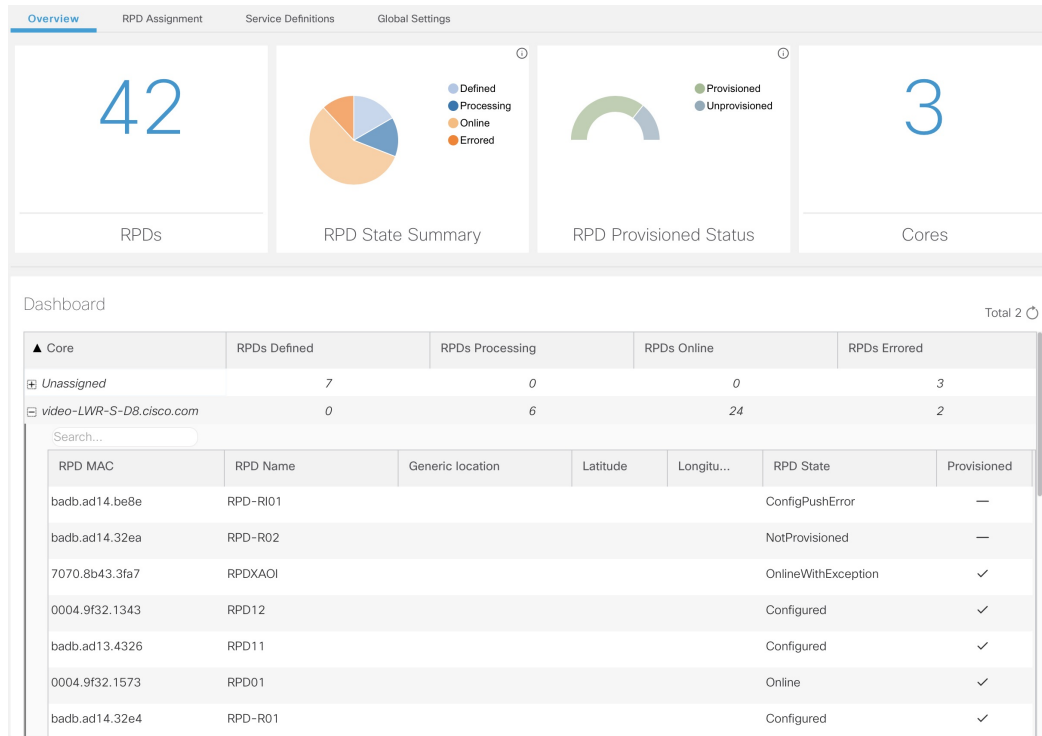 Overview RPD Assignment Service Definitions Global Settings
42
RPDs
Defined
Processing
Online
Errored
RPD State Summary
Provisioned
Unprovisioned
RPD Provisioned Status
3
Cores
Dashboard
Total 2
Core RPDs Defined RPDs Processing RPDs Online RPDs Errored
Unassigned 7 0 0 3
video-LWR-S-D8.cisco.com 0 6 24 2
Search...
RPD MAC RPD Name Generic location Latitude Longitu... RPD State Provisioned
badb.ad14.be8e RPD-RI01 ConfigPushError —
badb.ad14.32ea RPD-R02 NotProvisioned —
7070.8b43.3fa7 RPDXAOI OnlineWithException ✓
0004.9f32.1343 RPD12 Configured ✓
badb.ad13.4326 RPD11 Configured ✓
0004.9f32.1573 RPD01 Online ✓
badb.ad14.32e4 RPD-R01 Configured ✓